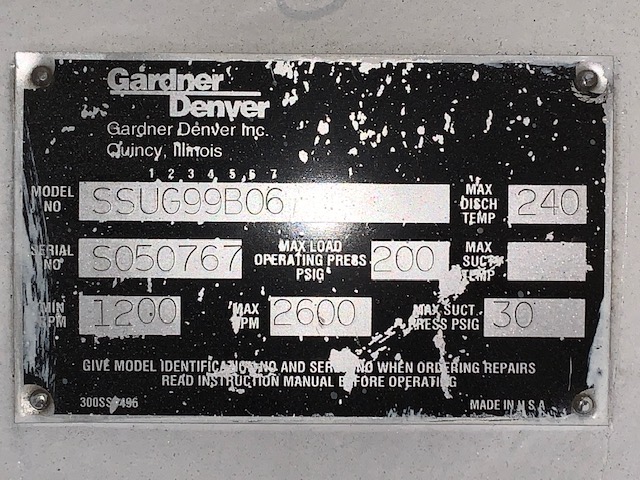 Gardner
Denver
Gardner Denver Inc.
Quincy, Illinois
1 2 3 4 5 6 7
MODEL NO SSUG99B06 MAX DISCH TEMP 240
SERIAL NO S050767 MAX LOAD OPERATING PRESS PSIG 200 MAX SUCT TEMP
MIN RPM 1200 MAX RPM 2600 MAX SUCT PRESS PSIG 30
GIVE MODEL IDENTIFICATION NO AND SERIAL NO WHEN ORDERING REPAIRS
READ INSTRUCTION MANUAL BEFORE OPERATING
MADE IN U.S.A.